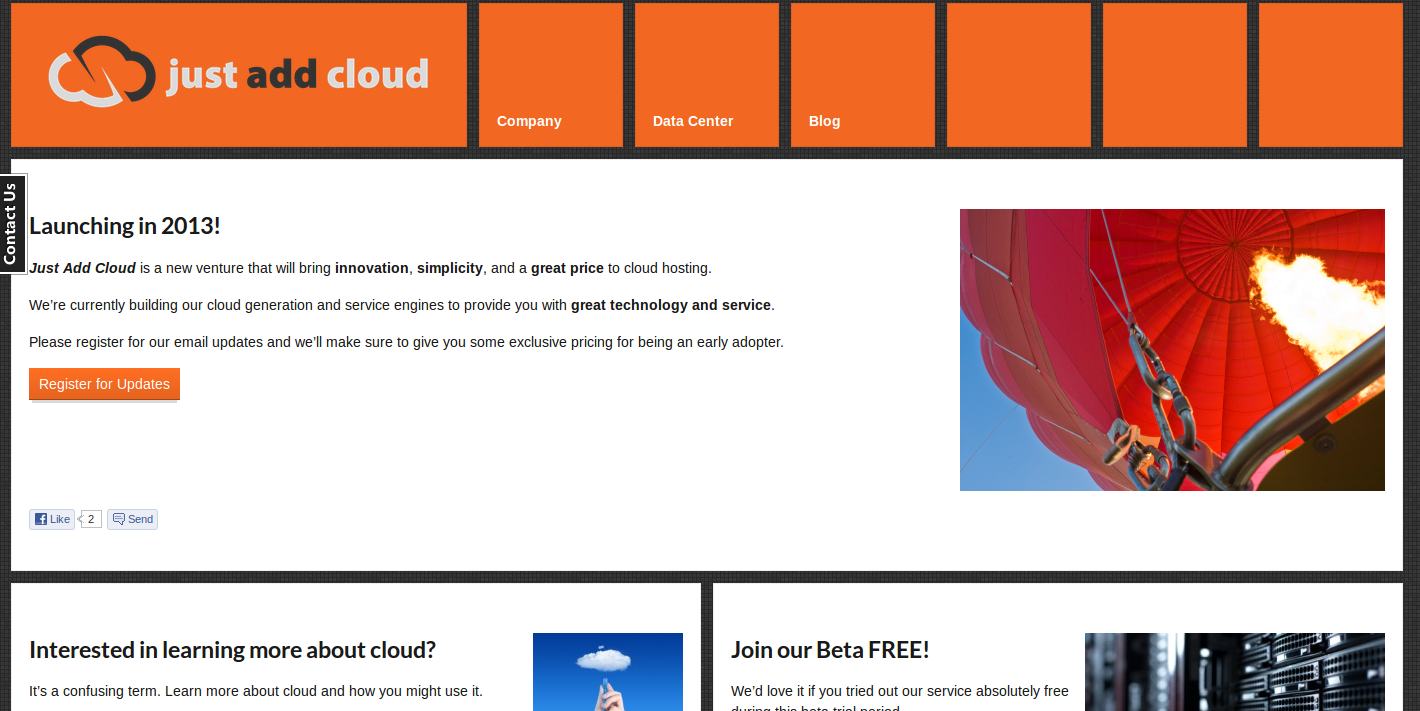 just add cloud
Company
Data Center
Blog
Contact Us
Launching in 2013!
Just Add Cloud is a new venture that will bring innovation, simplicity, and a great price to cloud hosting.
We’re currently building our cloud generation and service engines to provide you with great technology and service.
Please register for our email updates and we’ll make sure to give you some exclusive pricing for being an early adopter.
Register for Updates
Like 2 Send
Interested in learning more about cloud?
It’s a confusing term. Learn more about cloud and how you might use it.
Join our Beta FREE!
We’d love it if you tried out our service absolutely free
during this beta trial period